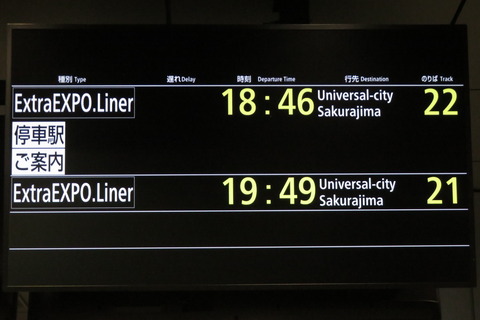 種別 Type 遅れ Delay 時刻 Departure Time 行先 Destination のりば Track
ExtraEXPO.Liner 18:46 Universal-city Sakurajima 22
停車駅
ご案内
ExtraEXPO.Liner 19:49 Universal-city Sakurajima 21